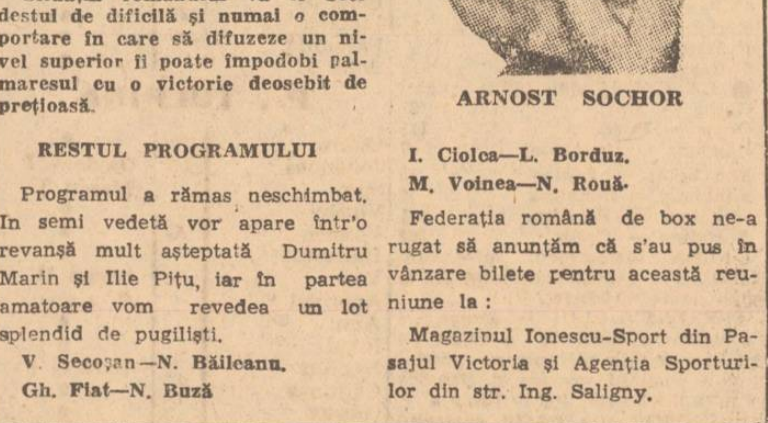 destul de dificilă și numai o com-
portare în care să difuzeze un ni-
vel superior îi poate împodobi pal-
maresul cu o victorie deosebit de
prețioasă.
RESTUL PROGRAMULUI
Programul a rămas neschimbat.
In semi vedetă vor apare într'o
revanșă mult așteptată Dumitru
Marin și Ilie Pițu, iar în partea
amatoare vom revedea un lot
splendid de pugiliști.
V. Secoșan—N. Băileanu.
Gh. Fiat—N. Buză
ARNOST SOCHOR
I. Ciolca—L. Borduz.
M. Voinea—N. Rouă.
Federația română de box ne-a
rugat să anunțăm că s'au pus în
vânzare bilete pentru această reu-
niune la :
Magazinul Ionescu-Sport din Pa-
sajul Victoria și Agenția Sporturi-
lor din str. Ing. Saligny.